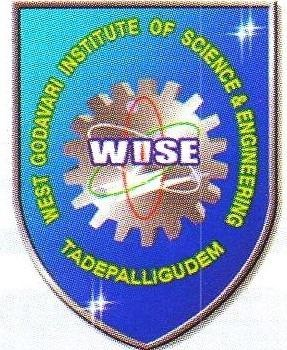 WEST GODAVARI INSTITUTE OF SCIENCE & ENGINEERING
WISE
TADEPALLIGUDEM